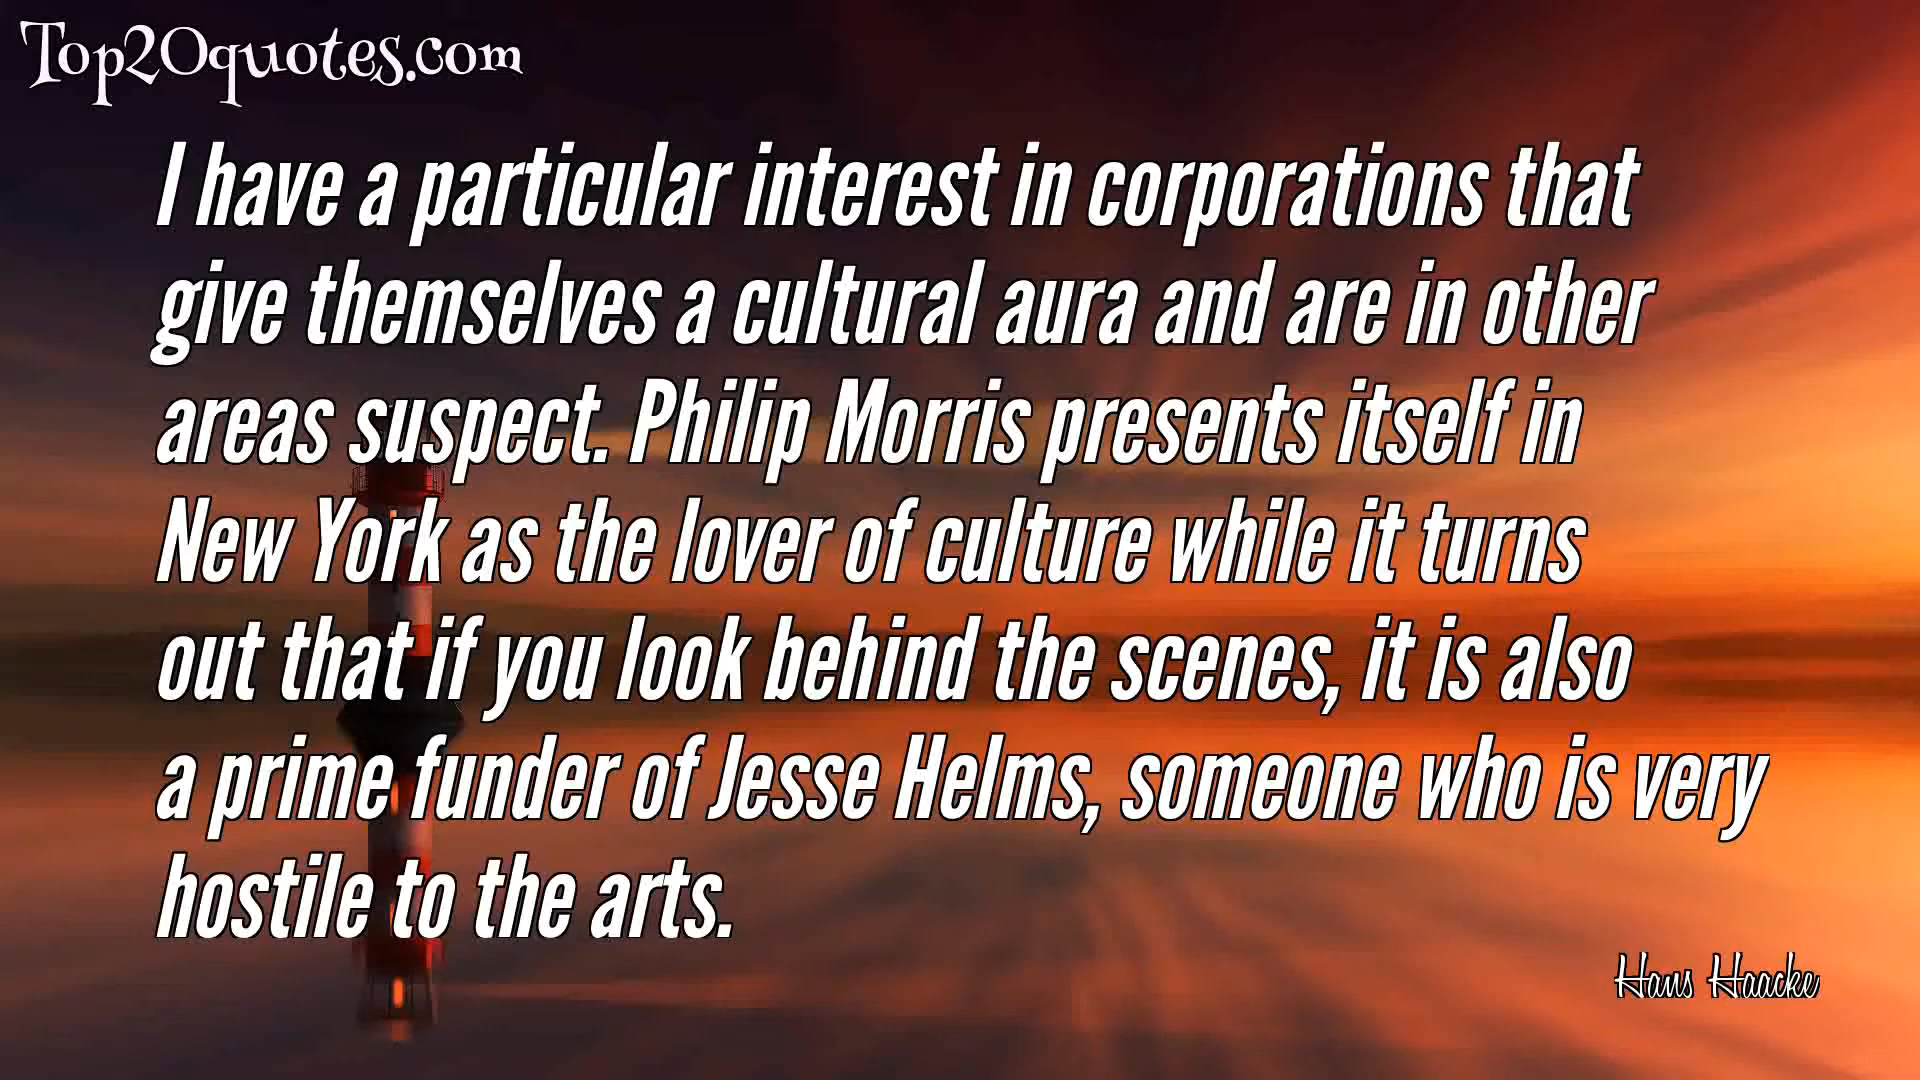 Top20quotes.com
I have a particular interest in corporations that
give themselves a cultural aura and are in other
areas suspect. Philip Morris presents itself in
New York as the lover of culture while it turns
out that if you look behind the scenes, it is also
a prime funder of Jesse Helms, someone who is very
hostile to the arts.
Hans Haacke